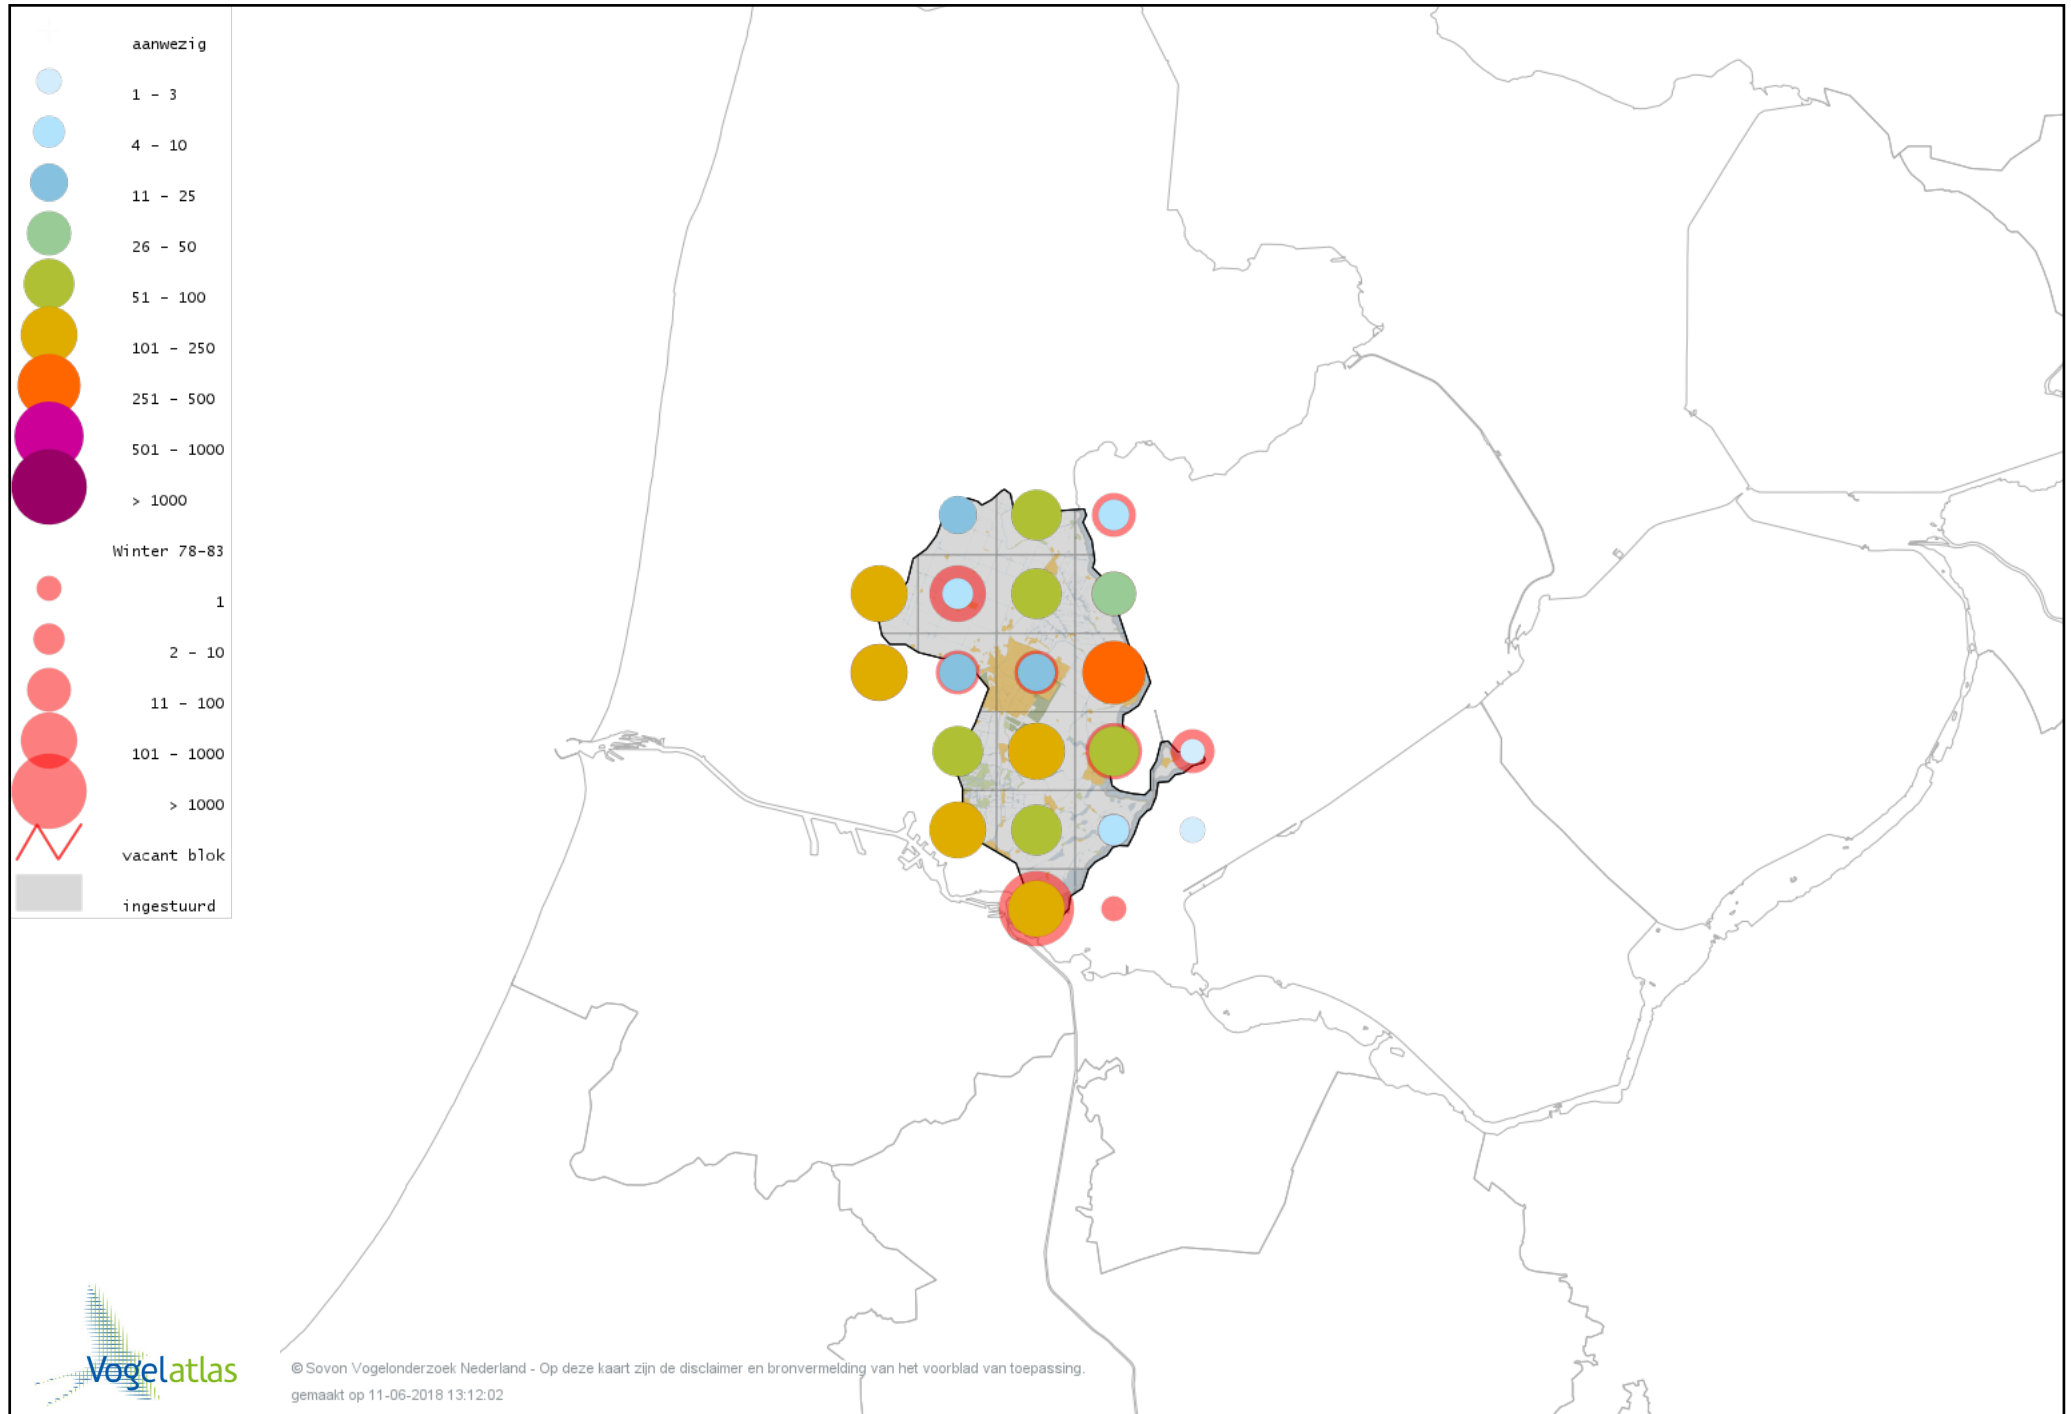 aanwezig
1 - 3
4 - 10
11 - 25
26 - 50
51 - 100
101 - 250
251 - 500
501 - 1000
> 1000
Winter 78-83
1
2 - 10
11 - 100
101 - 1000
> 1000
vacant blok
ingestuurd
Vogelatlas
© Sovon Vogelonderzoek Nederland - Op deze kaart zijn de disclaimer en bronvermelding van het voorblad van toepassing.
gemaakt op 11-06-2018 13:12:02